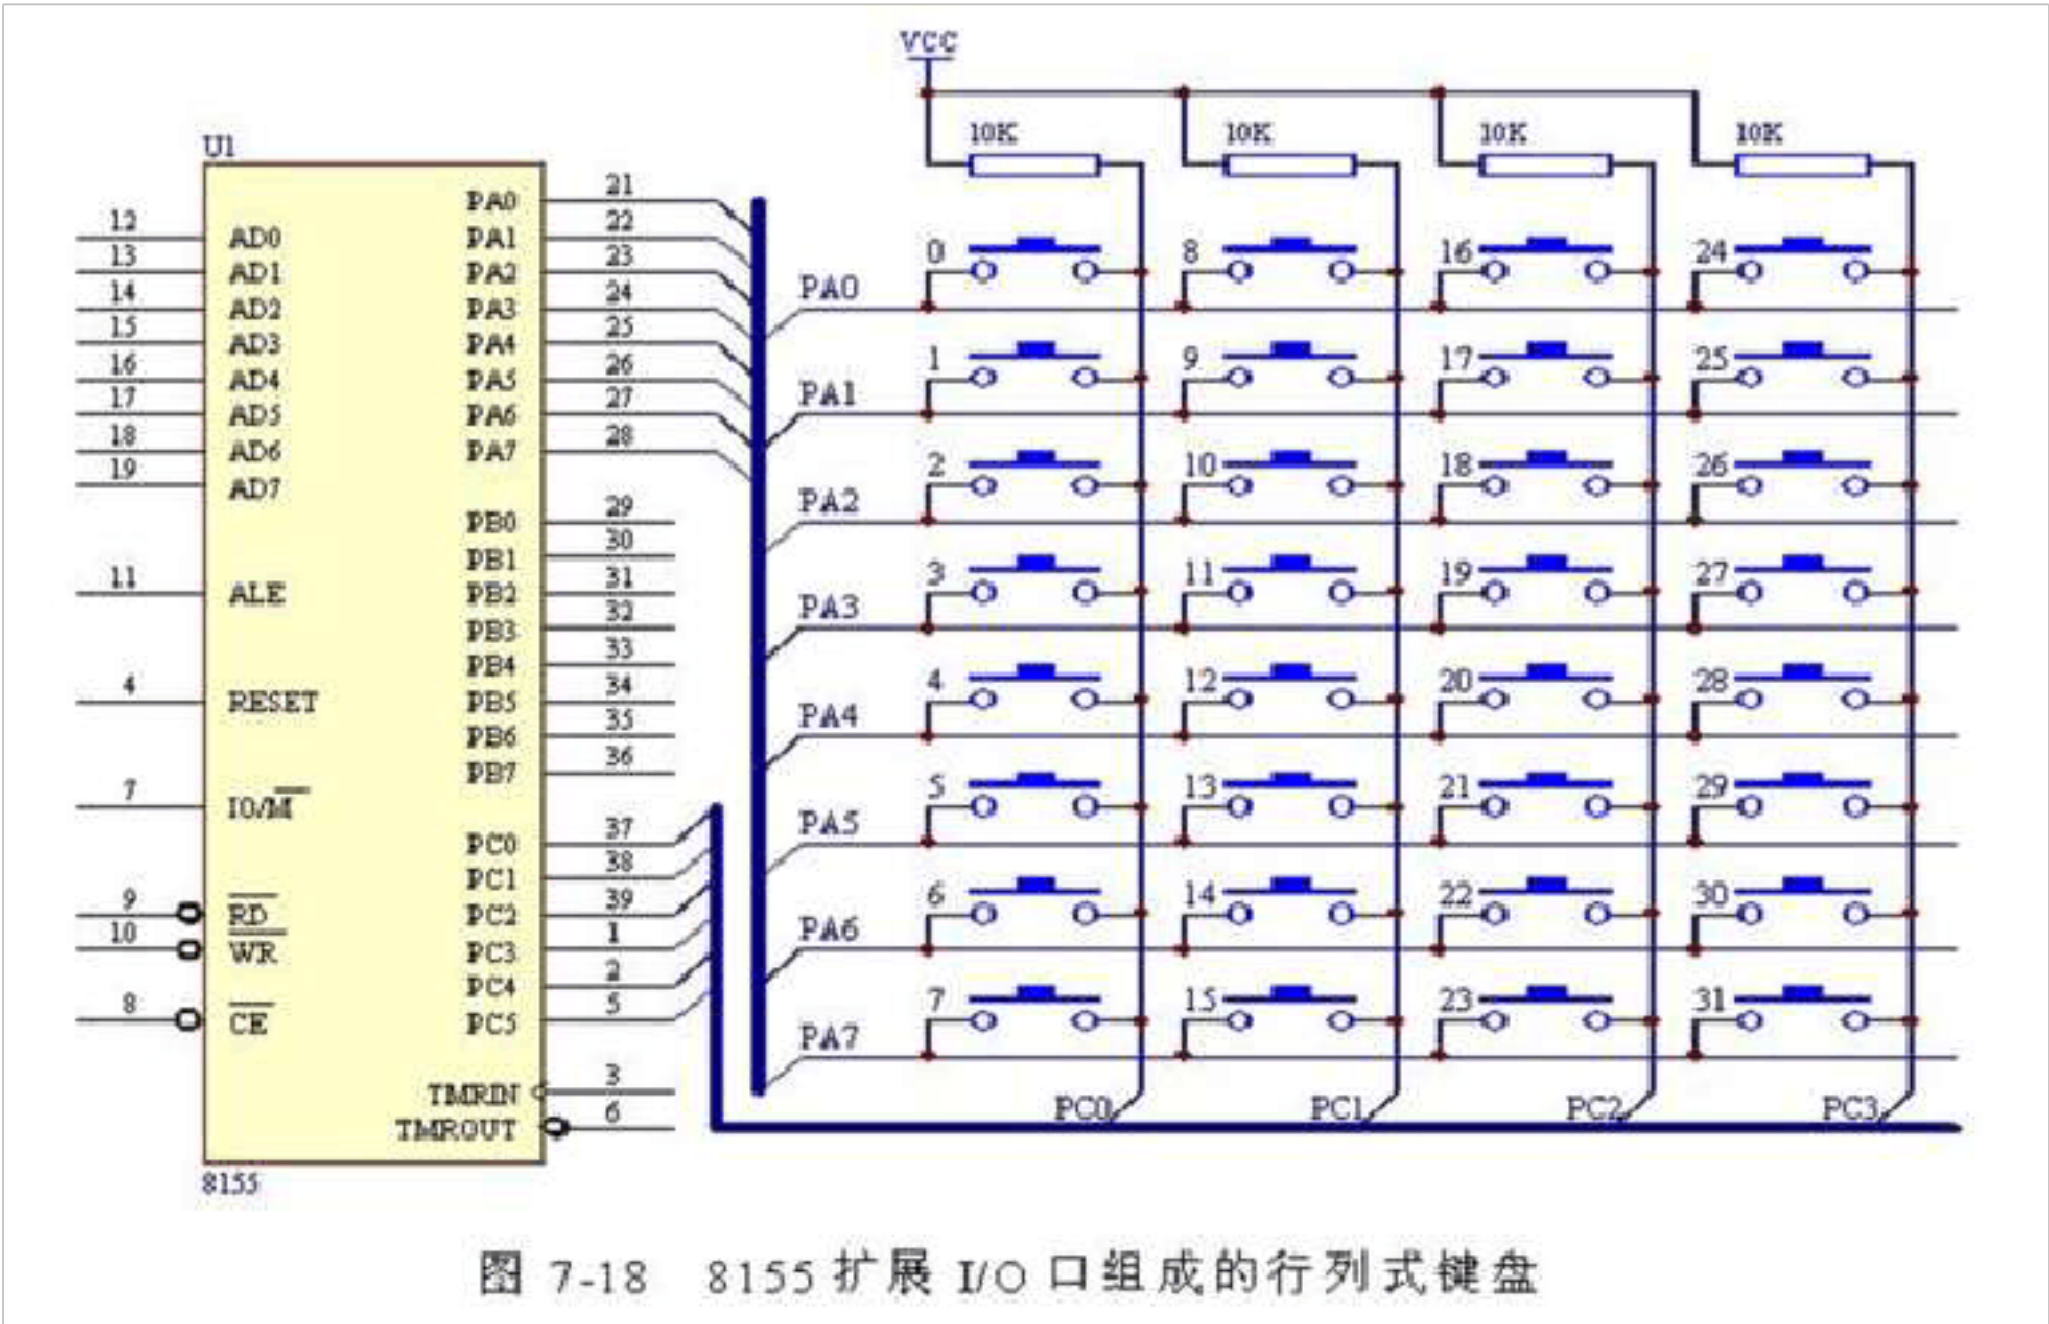 VCC
10K 10K 10K 10K
U1
PA0 21
12 AD0 PA1 22
13 AD1 PA2 23
14 AD2 PA3 24
15 AD3 PA4 25
16 AD4 PA5 26
17 AD5 PA6 27
18 AD6 PA7 28
19 AD7
PB0 29
PB1 30
11 ALE PB2 31
PB3 32
PB4 33
4 RESET PB5 34
PB6 35
PB7 36
7 IO/M
PC0 37
PC1 38
9 RD PC2 39
10 WR PC3 1
PC4 2
8 CE PC5 5
TMRIN 3
TMROUT 6
8155
PA0 0 8 16 24
PA1 1 9 17 25
PA2 2 10 18 26
PA3 3 11 19 27
PA4 4 12 20 28
PA5 5 13 21 29
PA6 6 14 22 30
PA7 7 15 23 31
PC0 PC1 PC2 PC3
图 7-18 8155 扩展 I/O 口组成的行列式键盘